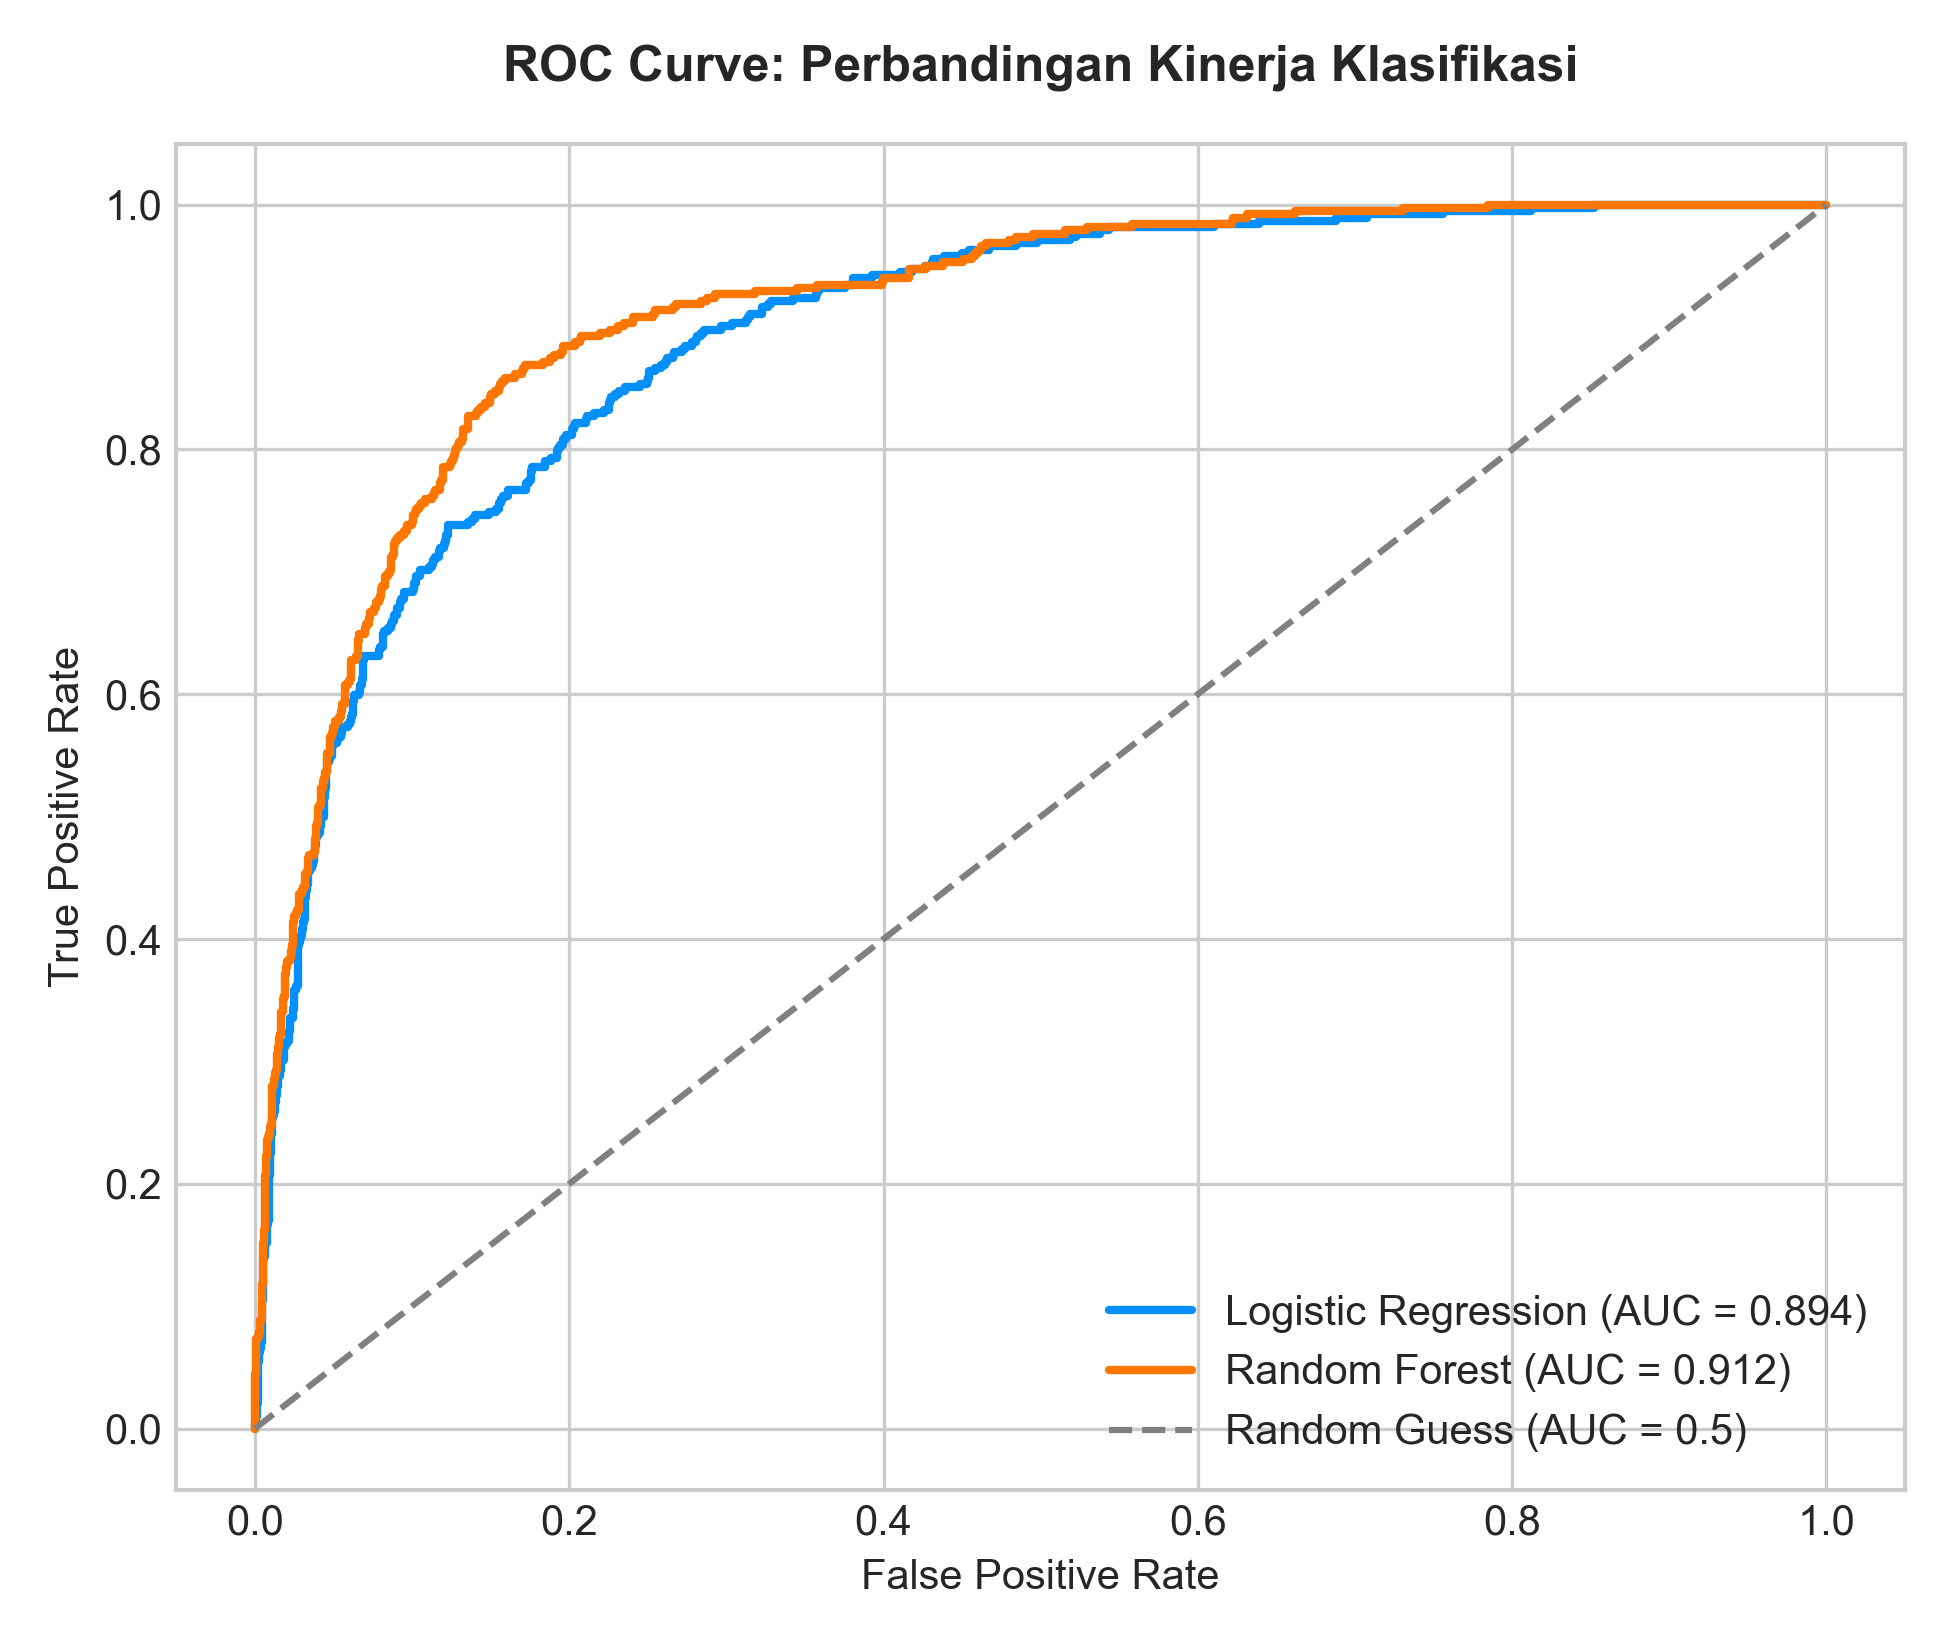 ROC Curve: Perbandingan Kinerja Klasifikasi
1.0
0.8
0.6
0.4
0.2
0.0
True Positive Rate
Logistic Regression (AUC = 0.894)
Random Forest (AUC = 0.912)
Random Guess (AUC = 0.5)
0.0 0.2 0.4 0.6 0.8 1.0
False Positive Rate